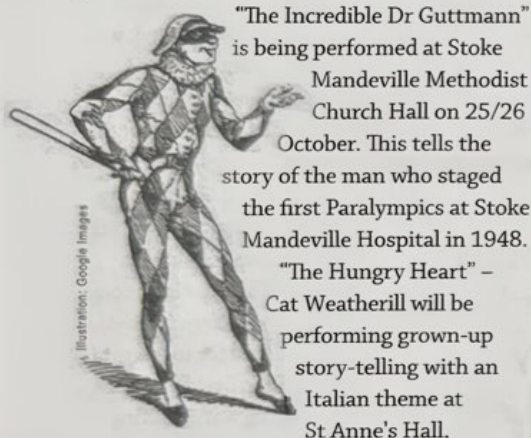 “The Incredible Dr Guttmann”
is being performed at Stoke
Mandeville Methodist
Church Hall on 25/26
October. This tells the
story of the man who staged
the first Paralympics at Stoke
Mandeville Hospital in 1948.
“The Hungry Heart” –
Cat Weatherill will be
performing grown-up
story-telling with an
Italian theme at
St Anne's Hall.
Illustration: Google Images